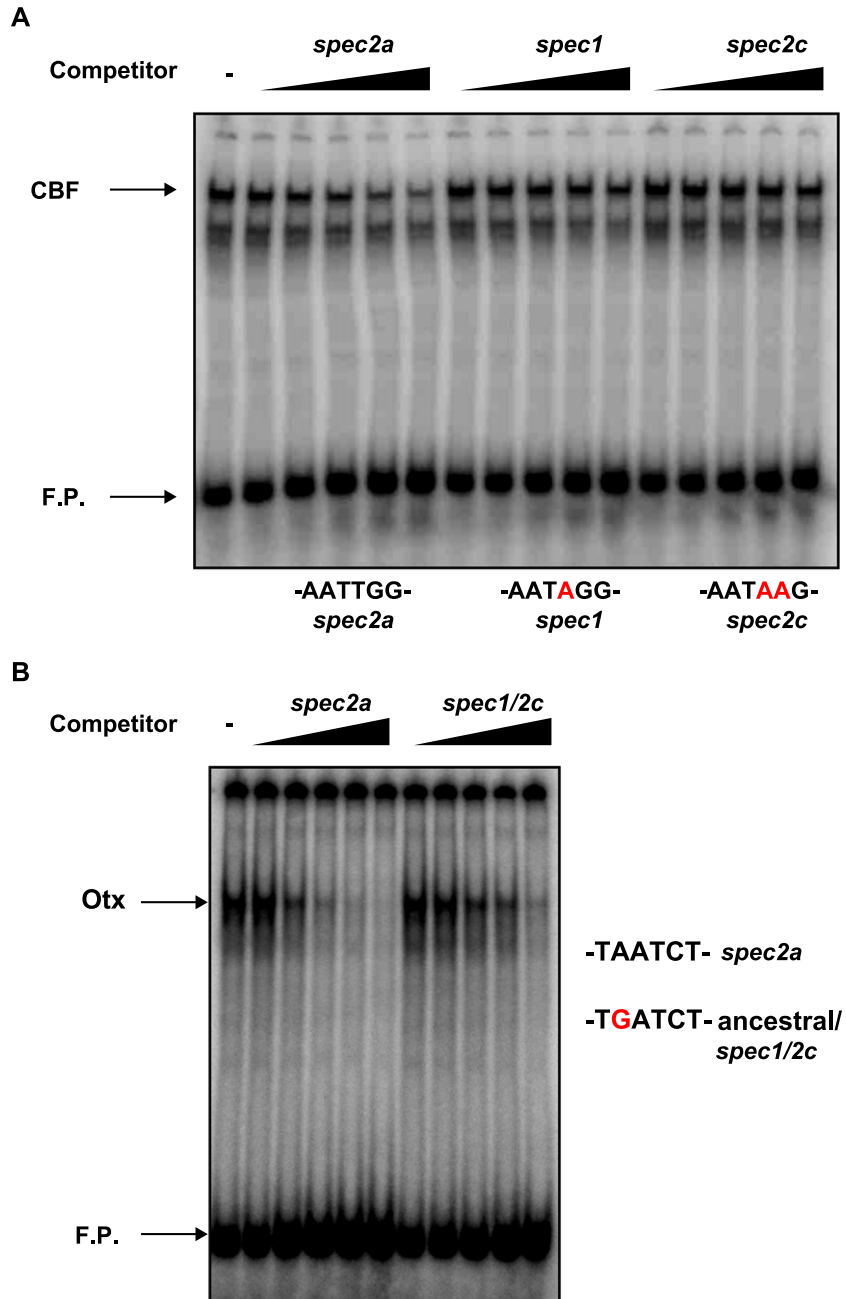 A
spec2a spec1 spec2c
Competitor -
CBF
F.P.
-AATTGG- -AATAGG- -AATAAG-
spec2a spec1 spec2c
B
spec2a spec1/2c
Competitor -
Otx
-TAATCT- spec2a
-TGATCT- ancestral/
spec1/2c
F.P.